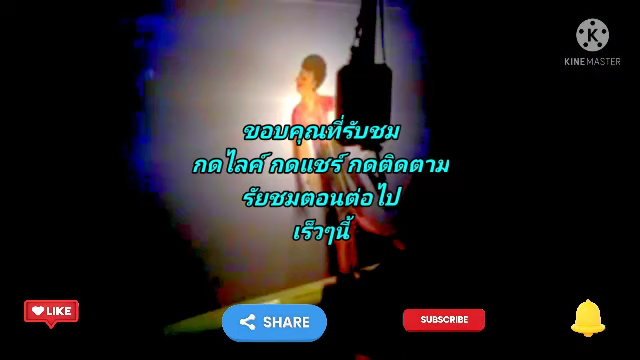 K
KINEMASTER
ขอบคุณที่รับชม
กดไลค์ กดแชร์ กดติดตาม
รัยชมตอนต่อไป
เร็วๆนี้
LIKE
SHARE
SUBSCRIBE